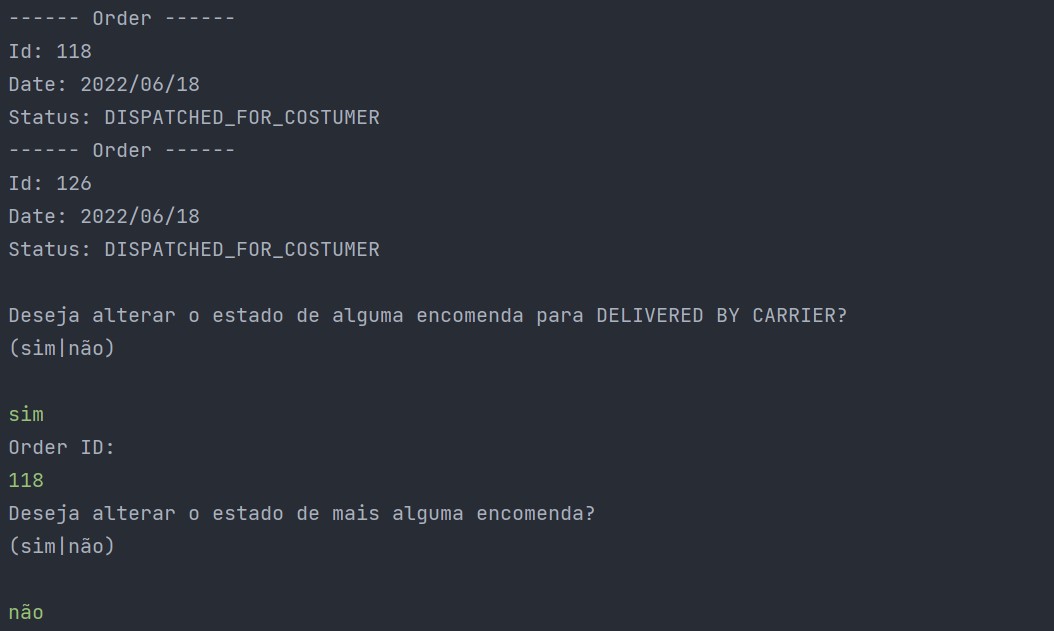 ------ Order ------
Id: 118
Date: 2022/06/18
Status: DISPATCHED_FOR_COSTUMER
------ Order ------
Id: 126
Date: 2022/06/18
Status: DISPATCHED_FOR_COSTUMER
Deseja alterar o estado de alguma encomenda para DELIVERED BY CARRIER?
(sim|não)
sim
Order ID:
118
Deseja alterar o estado de mais alguma encomenda?
(sim|não)
não